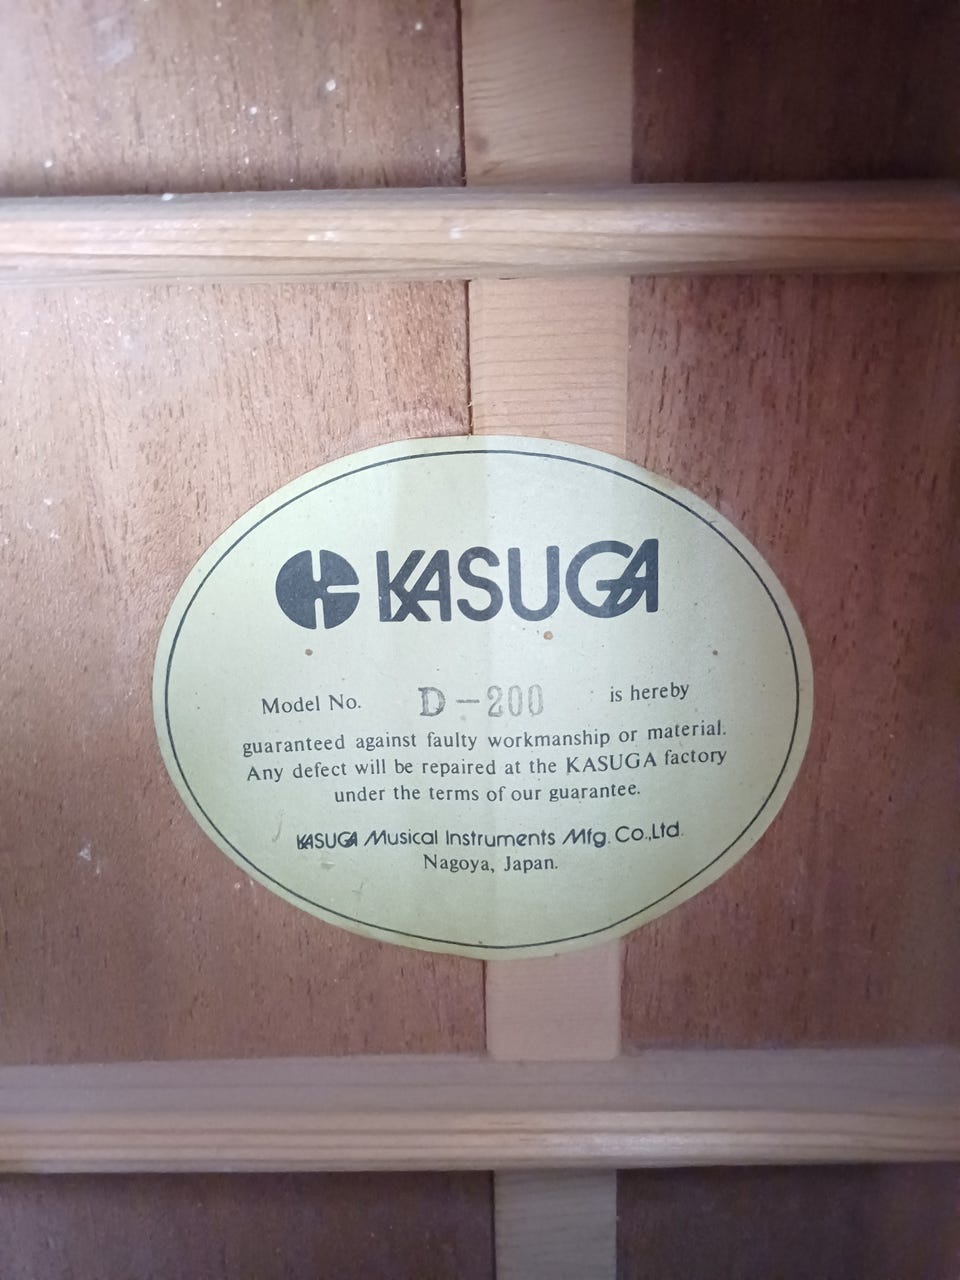 KASUGA
Model No. D-200 is hereby
guaranteed against faulty workmanship or material.
Any defect will be repaired at the KASUGA factory
under the terms of our guarantee.
KASUGA Musical Instruments Mfg. Co.,Ltd.
Nagoya, Japan.